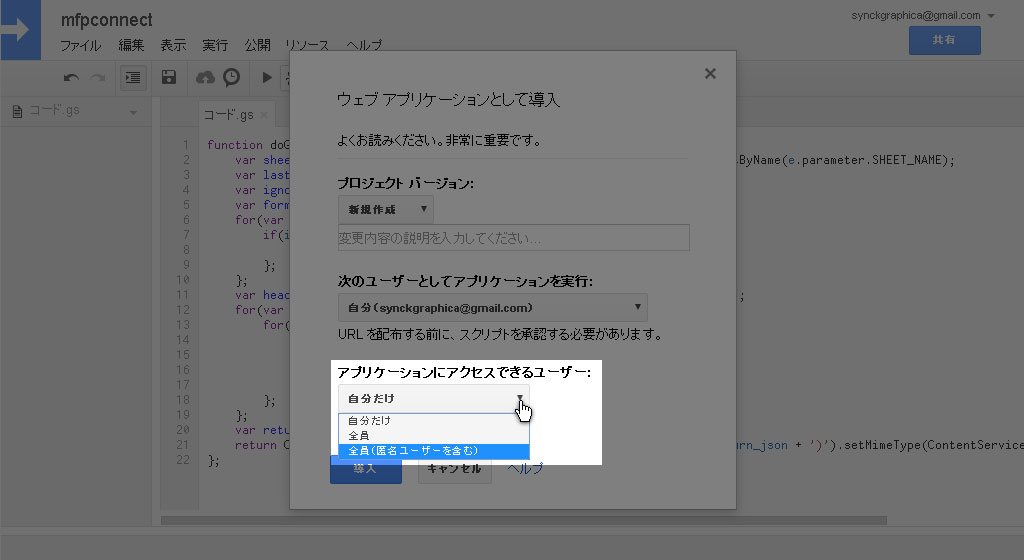 mfpconnect
synckgraphica@gmail.com
ファイル 編集 表示 実行 公開 リソース ヘルプ
共有
コード.gs
コード.gs ×
ウェブ アプリケーションとして導入
よくお読みください。非常に重要です。
プロジェクト バージョン:
新規作成
変更内容の説明を入力してください...
次のユーザーとしてアプリケーションを実行:
自分(synckgraphica@gmail.com)
URL を配布する前に、スクリプトを承認する必要があります。
アプリケーションにアクセスできるユーザー:
自分だけ
自分だけ
全員
全員(匿名ユーザーを含む)
導入 キャンセル ヘルプ
1 function doG
2 var shee ByName(e.parameter.SHEET_NAME);
3 var last
4 var igno
5 var form
6 for(var
7 if(i
8
9 };
10 };
11 var head ;
12 for(var
13 for(
14
15
16
17
18 };
19 };
20 var retu
21 return C rn_json + ')').setMimeType(ContentService
22 };